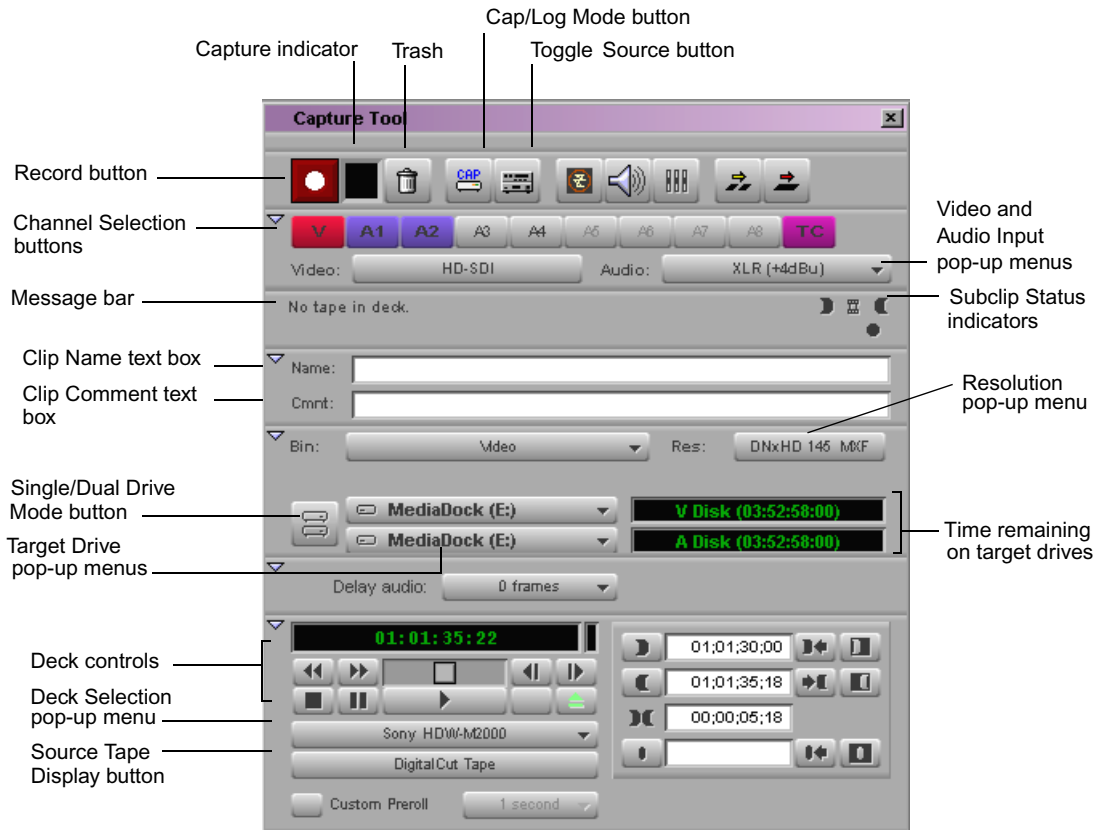 Cap/Log Mode button
Capture indicator
Trash
Toggle Source button
Capture Tool
Record button
CAP
Channel Selection
buttons
V A1 A2 A3 A4 A5 A6 A7 A8 TC
Video and
Audio Input
pop-up menus
Video: HD-SDI Audio: XLR (+4dBu)
Message bar
No tape in deck.
Subclip Status
indicators
Clip Name text box
Name:
Clip Comment text
box
Cmnt:
Resolution
pop-up menu
Bin: Video Res: DNxHD 145 MXF
Single/Dual Drive
Mode button
MediaDock (E:) V Disk (03:52:58:00)
Target Drive
pop-up menus
MediaDock (E:) A Disk (03:52:58:00)
Time remaining
on target drives
Delay audio: 0 frames
01:01:35:22
01;01;30;00
Deck controls
01;01;35;18
Deck Selection
pop-up menu
00;00;05;18
Sony HDW-M2000
Source Tape
Display button
DigitalCut Tape
Custom Preroll 1 second